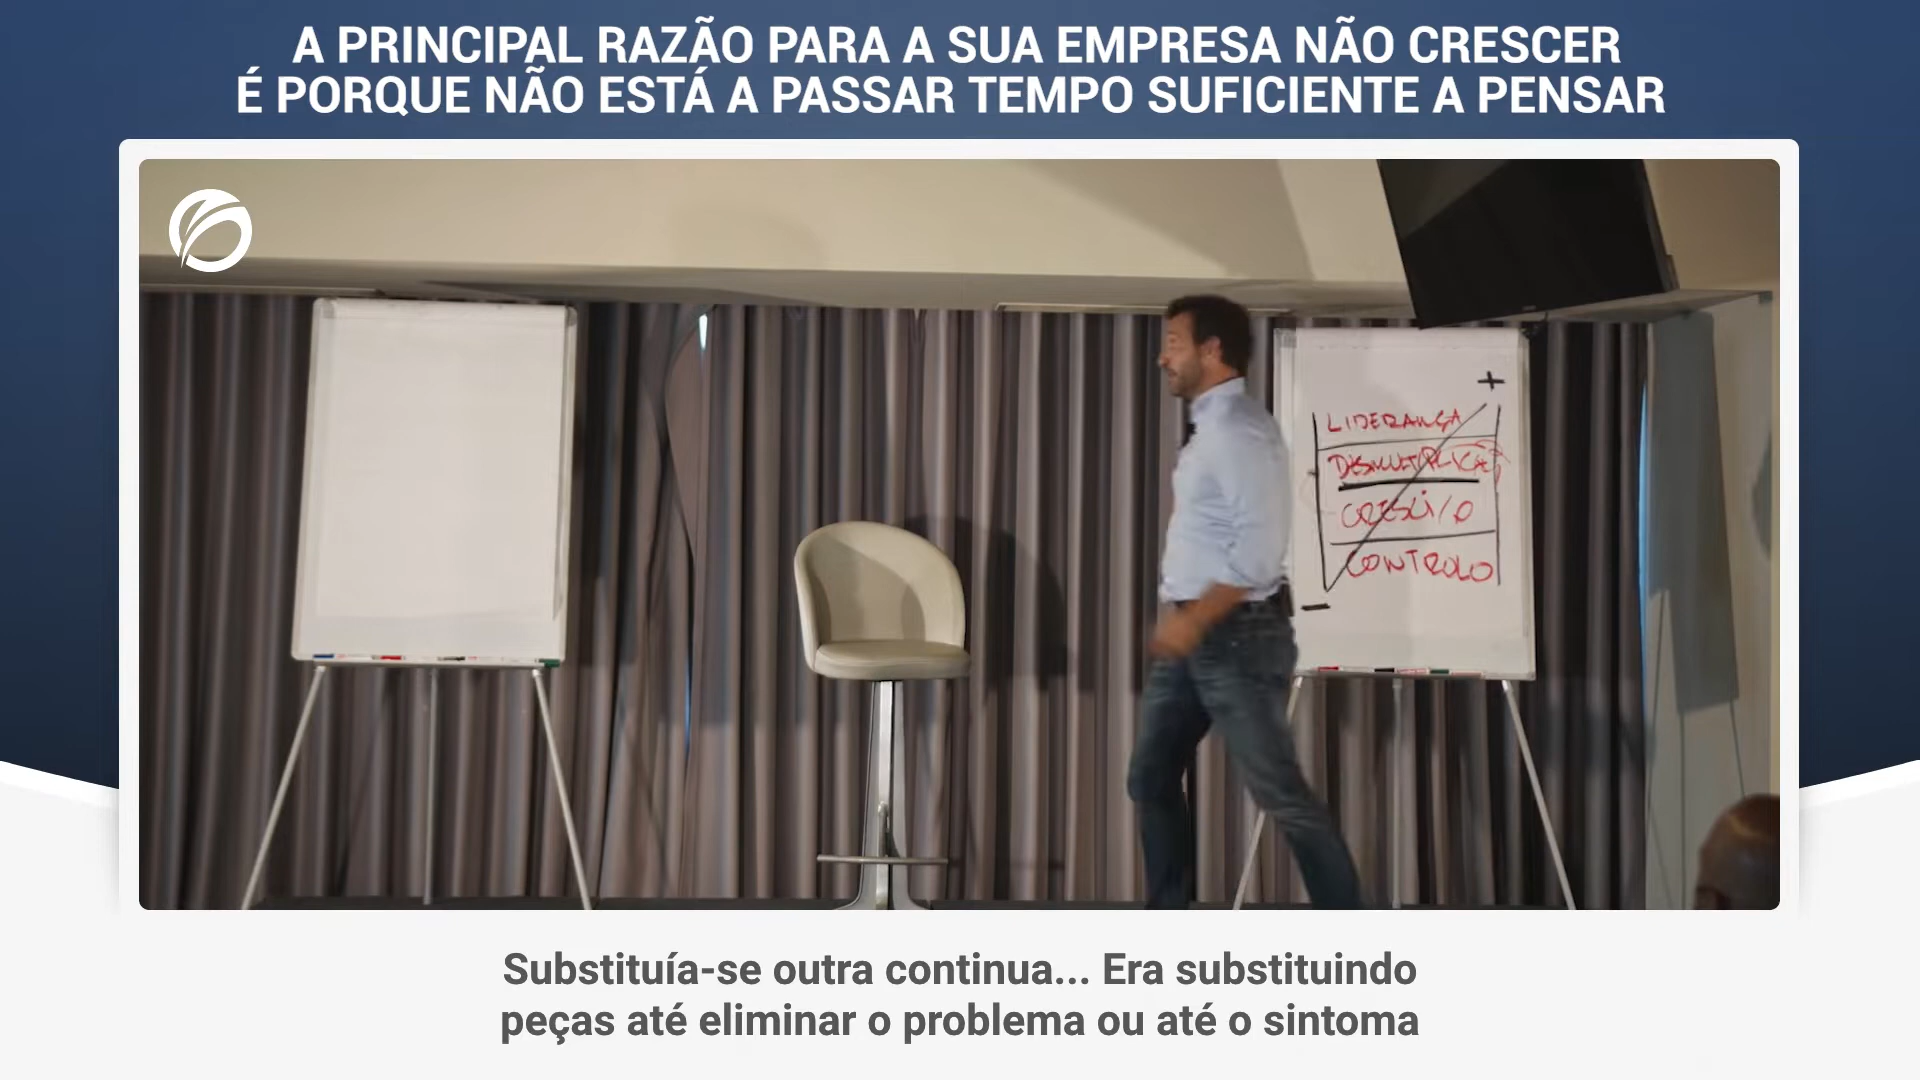 A PRINCIPAL RAZÃO PARA A SUA EMPRESA NÃO CRESCER
É PORQUE NÃO ESTÁ A PASSAR TEMPO SUFICIENTE A PENSAR
+
LIDERANÇA
CONTROLO
-
Substituía-se outra continua... Era substituindo
peças até eliminar o problema ou até o sintoma